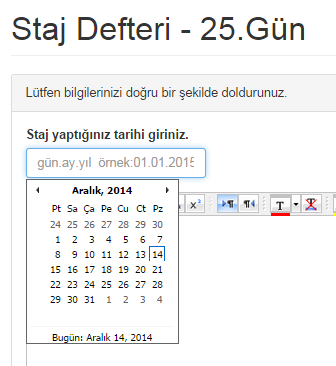 Staj Defteri - 25.Gün
Lütfen bilgilerinizi doğru bir şekilde doldurunuz.
Staj yaptığınız tarihi giriniz.
gün.ay.yıl örnek:01.01.2015
Aralık, 2014
Pt Sa Ça Pe Cu Ct Pz
24 25 26 27 28 29 30
1 2 3 4 5 6 7
8 9 10 11 12 13 14
15 16 17 18 19 20 21
22 23 24 25 26 27 28
29 30 31 1 2 3 4
Bugün: Aralık 14, 2014
x² ¶ ¶ T T